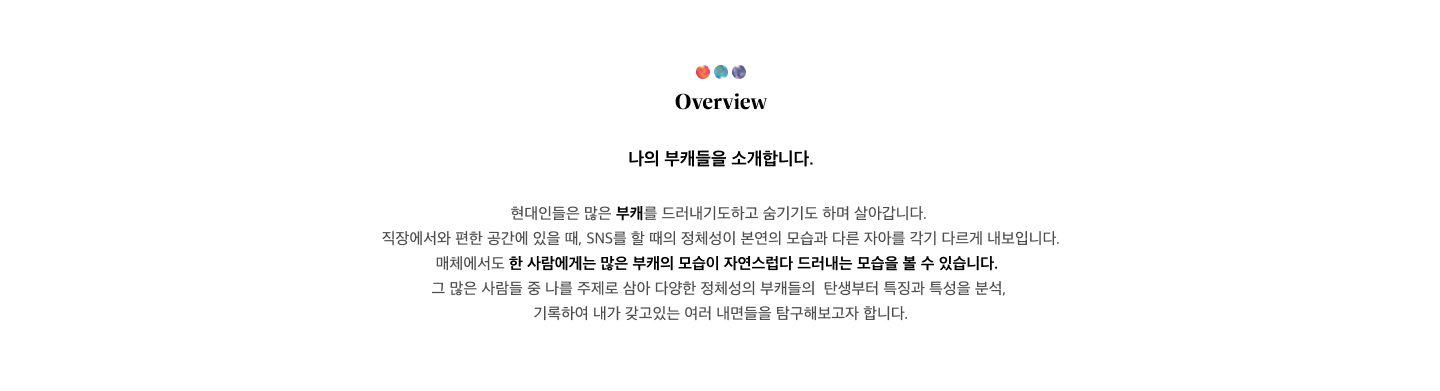 Overview
나의 부캐들을 소개합니다.
현대인들은 많은 부캐를 드러내기도하고 숨기기도 하며 살아갑니다.
직장에서와 편한 공간에 있을 때, SNS를 할 때의 정체성이 본연의 모습과 다른 자아를 각기 다르게 내보입니다.
매체에서도 한 사람에게는 많은 부캐의 모습이 자연스럽다 드러내는 모습을 볼 수 있습니다.
그 많은 사람들 중 나를 주제로 삼아 다양한 정체성의 부캐들의  탄생부터 특징과 특성을 분석,
기록하여 내가 갖고있는 여러 내면들을 탐구해보고자 합니다.